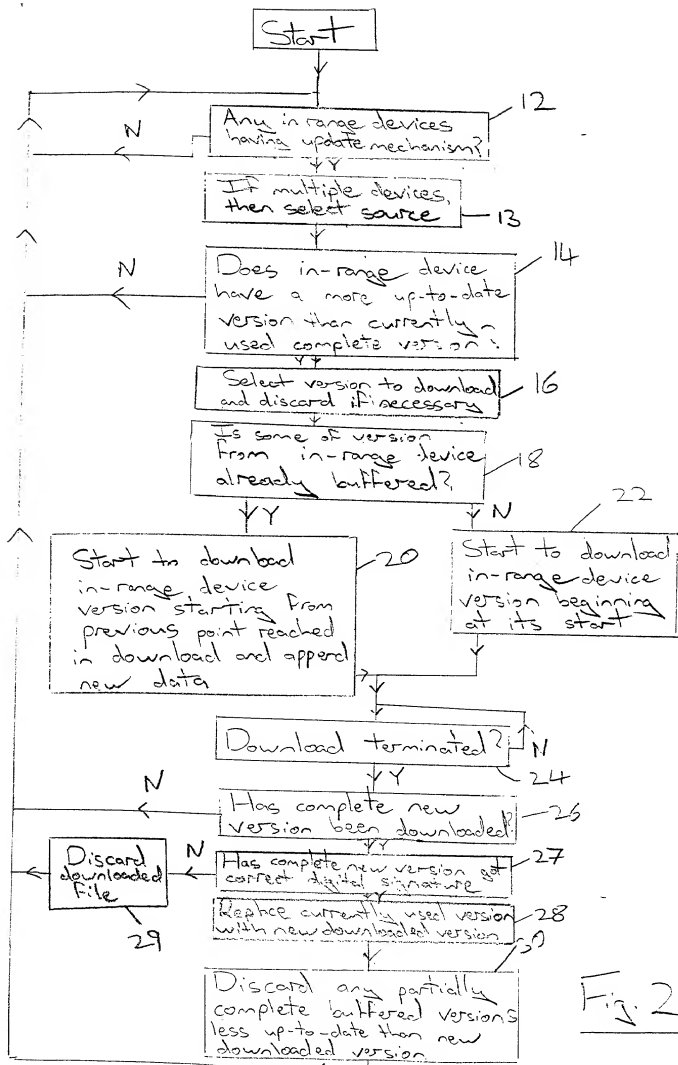 Start
12
Any in range devices
having update mechanism?
N
Y
If multiple devices,
then select source
13
14
Does in-range device
have a more up-to-date
version than currently
used complete version?
N
Y
Select version to download
and discard if necessary
16
Is some of version
from in-range device
already buffered?
18
Y
N
22
Start to download
in-range device
version starting from
previous point reached
in download and append
new data
20
Start to download
in-range device
version beginning
at its start
Download terminated?
N
24
Y
N
Has complete new
version been downloaded?
26
Y
Discard
downloaded
file
29
N
Has complete new version got
correct digital signature
27
Y
Replace currently used version
with new downloaded version
28
30
Discard any partially
complete buffered versions
less up-to-date than new
downloaded version
Fig. 2